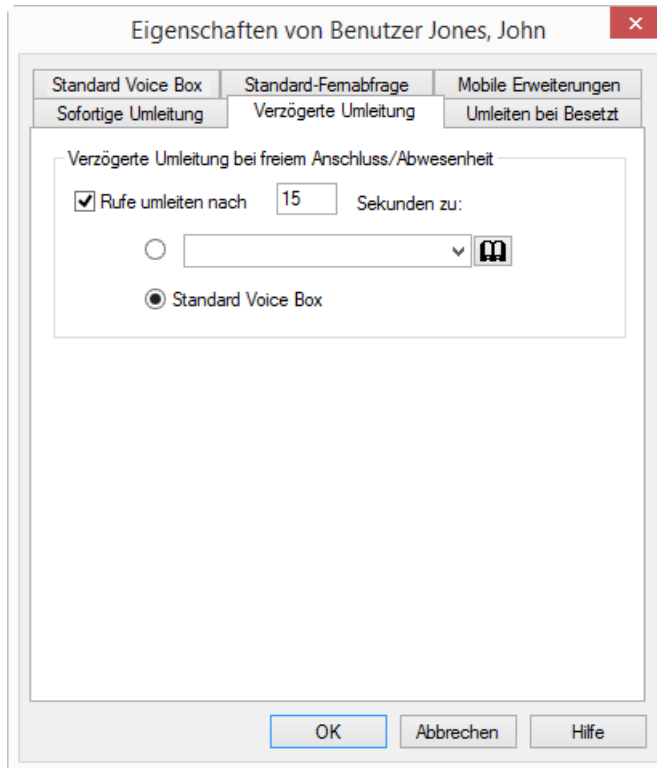 Eigenschaften von Benutzer Jones, John
Standard Voice Box Standard-Fernabfrage Mobile Erweiterungen
Sofortige Umleitung Verzögerte Umleitung Umleiten bei Besetzt
Verzögerte Umleitung bei freiem Anschluss/Abwesenheit
Rufe umleiten nach 15 Sekunden zu:
Standard Voice Box
OK Abbrechen Hilfe